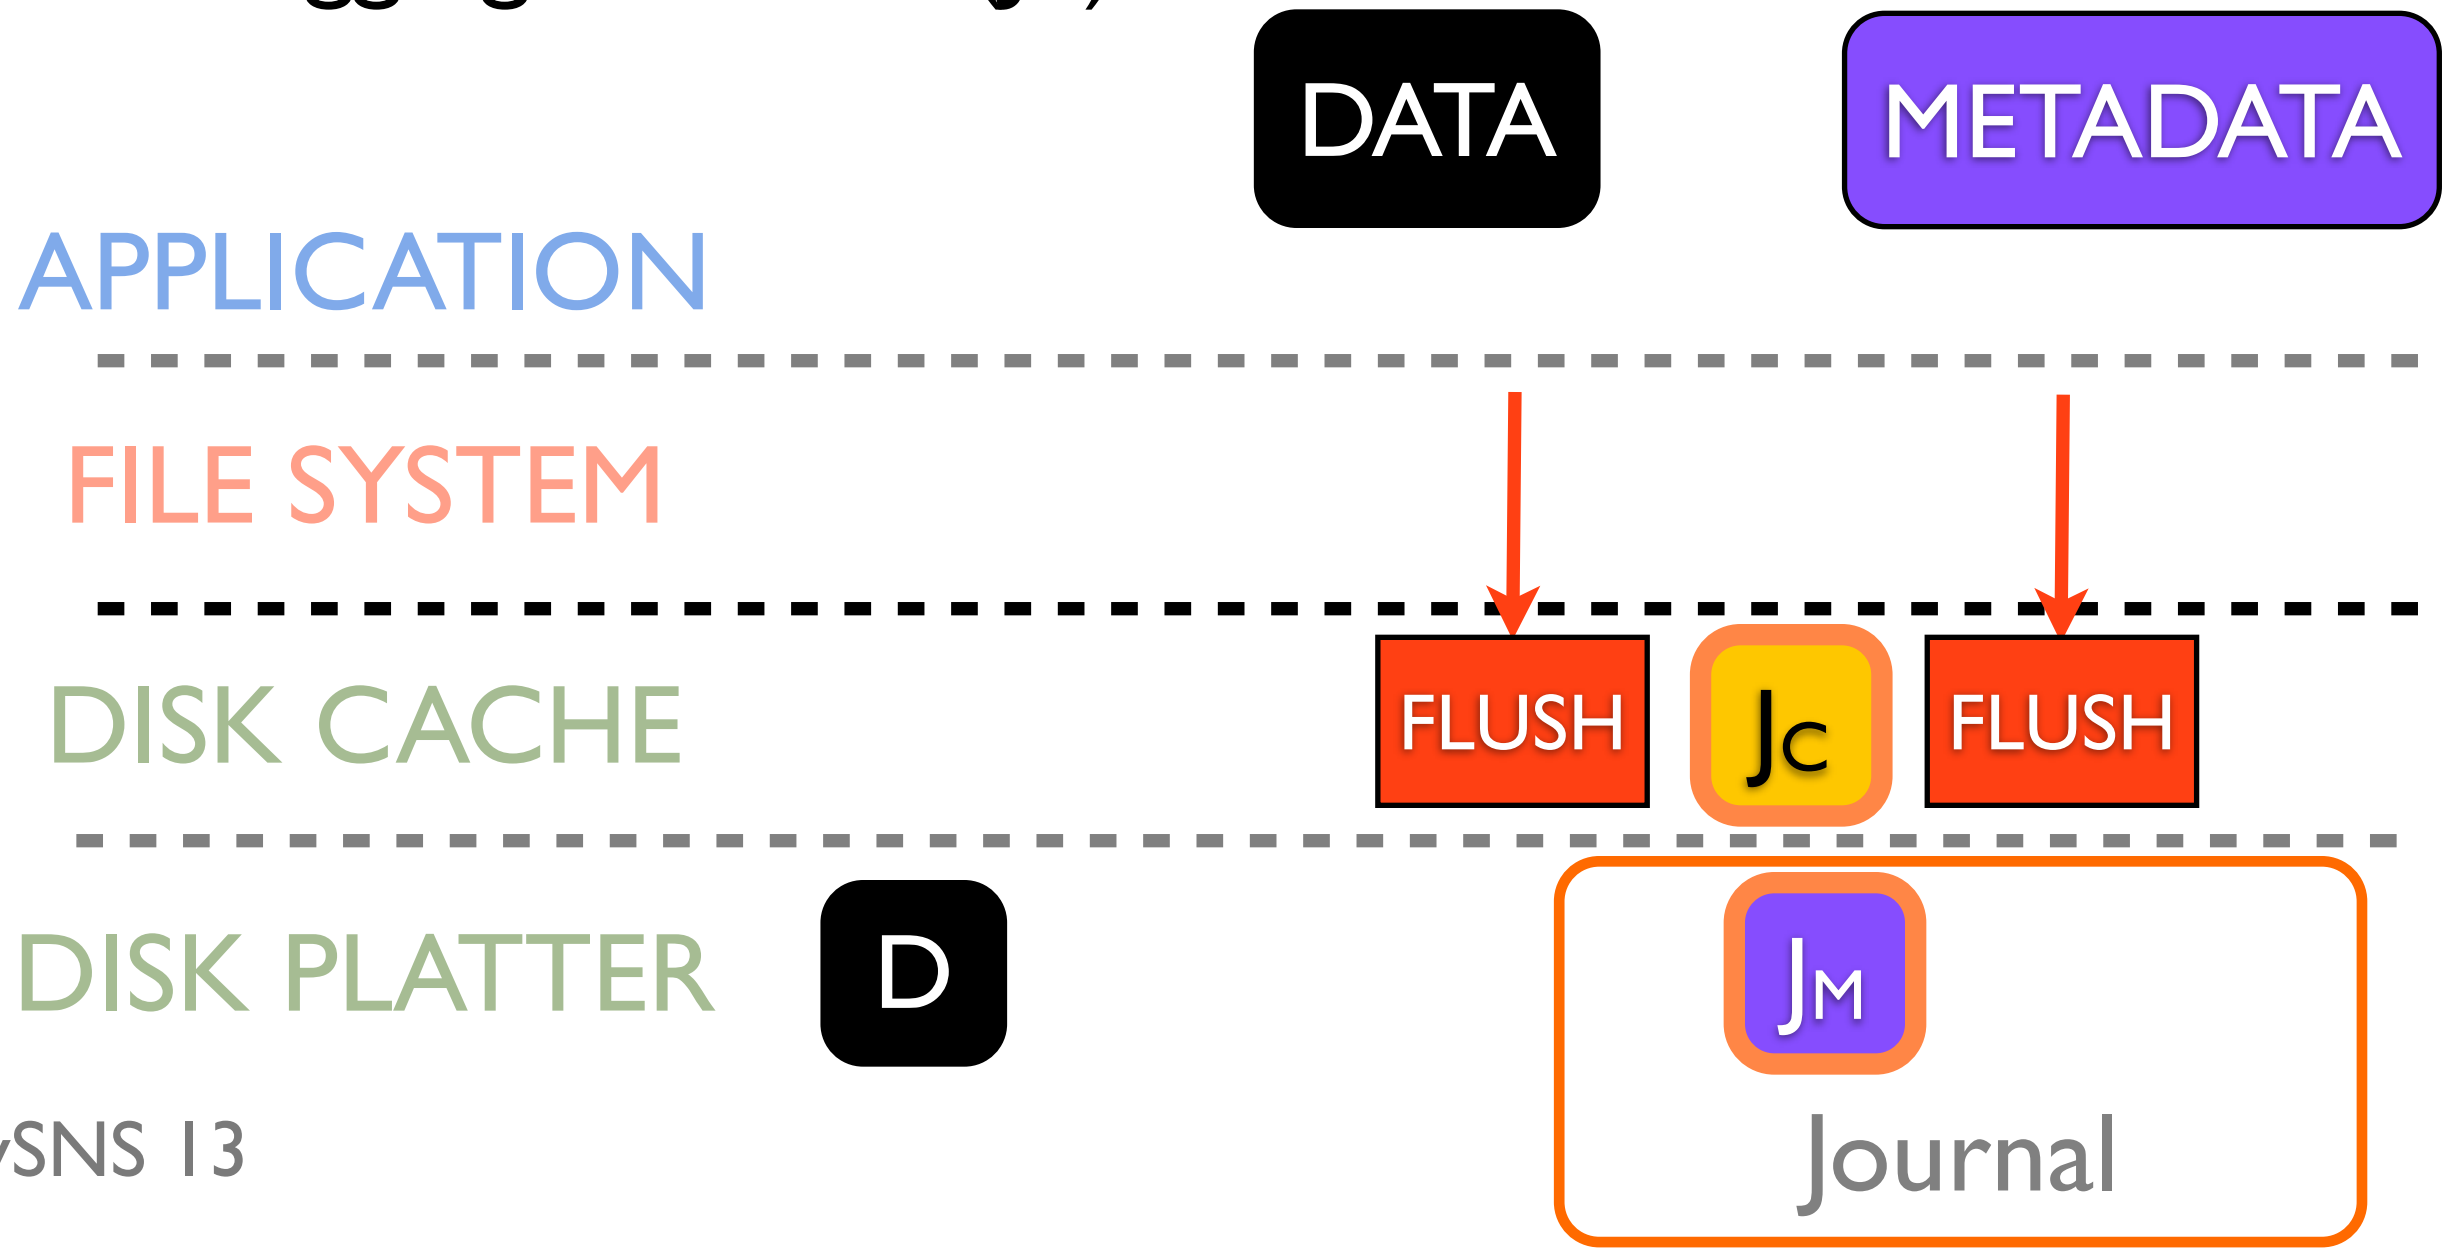 DATA METADATA
APPLICATION
FILE SYSTEM
DISK CACHE FLUSH JC FLUSH
DISK PLATTER D JM
SNS 13 Journal